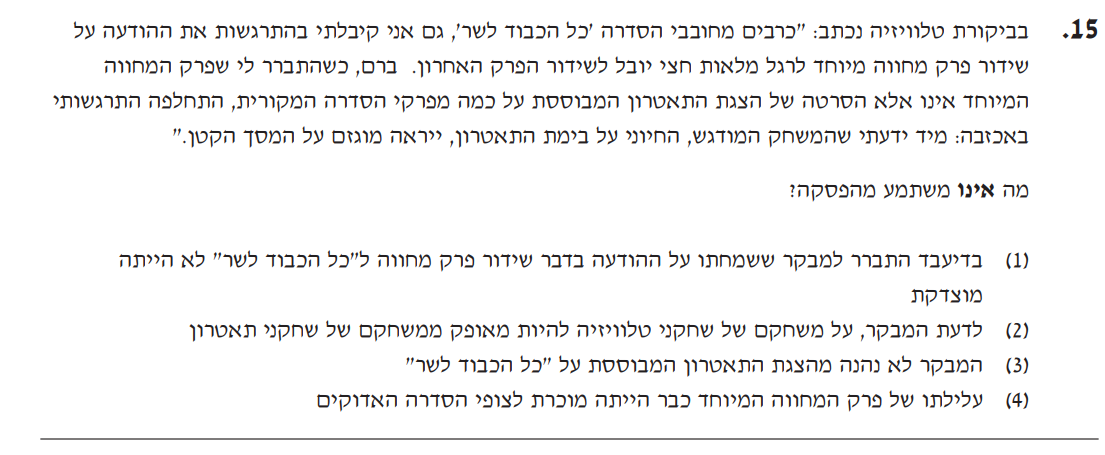 15. בביקורת טלוויזיה נכתב: "כרבים מחובבי הסדרה 'כל הכבוד לשר', גם אני קיבלתי בהתרגשות את ההודעה על
שידור פרק מחווה מיוחד לרגל מלאות חצי יובל לשידור הפרק האחרון. ברם, כשהתברר לי שפרק המחווה
המיוחד אינו אלא הסרטה של הצגת התאטרון המבוססת על כמה מפרקי הסדרה המקורית, התחלפה התרגשותי
באכזבה: מיד ידעתי שהמשחק המודגש, החיוני על בימת התאטרון, ייראה מוגזם על המסך הקטן."
מה אינו משתמע מהפסקה?
(1) בדיעבד התברר למבקר ששמחתו על ההודעה בדבר שידור פרק מחווה ל"כל הכבוד לשר" לא הייתה
מוצדקת
(2) לדעת המבקר, על משחקם של שחקני טלוויזיה להיות מאופק ממשחקם של שחקני תאטרון
(3) המבקר לא נהנה מהצגת התאטרון המבוססת על "כל הכבוד לשר"
(4) עלילתו של פרק המחווה המיוחד כבר הייתה מוכרת לצופי הסדרה האדוקים